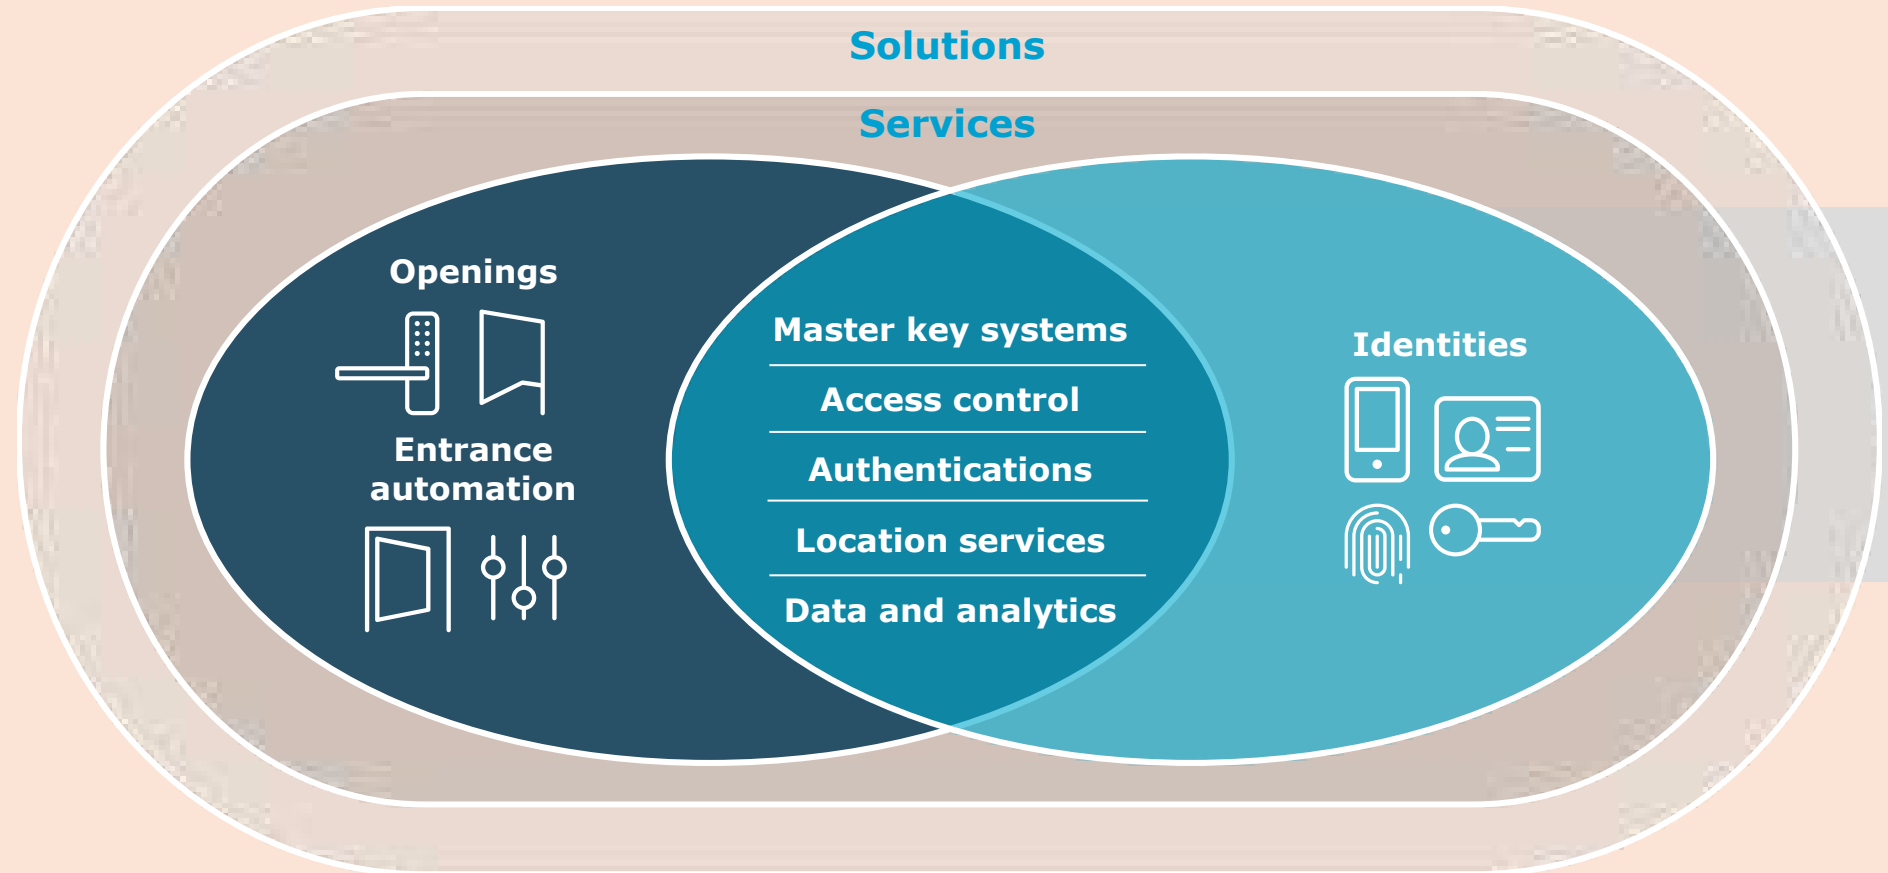 Solutions
Services
Openings
Entrance
automation
Master key systems
Access control
Authentications
Location services
Data and analytics
Identities